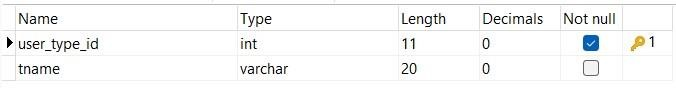 Name Type Length Decimals Not null
user_type_id int 11 0 1
tname varchar 20 0